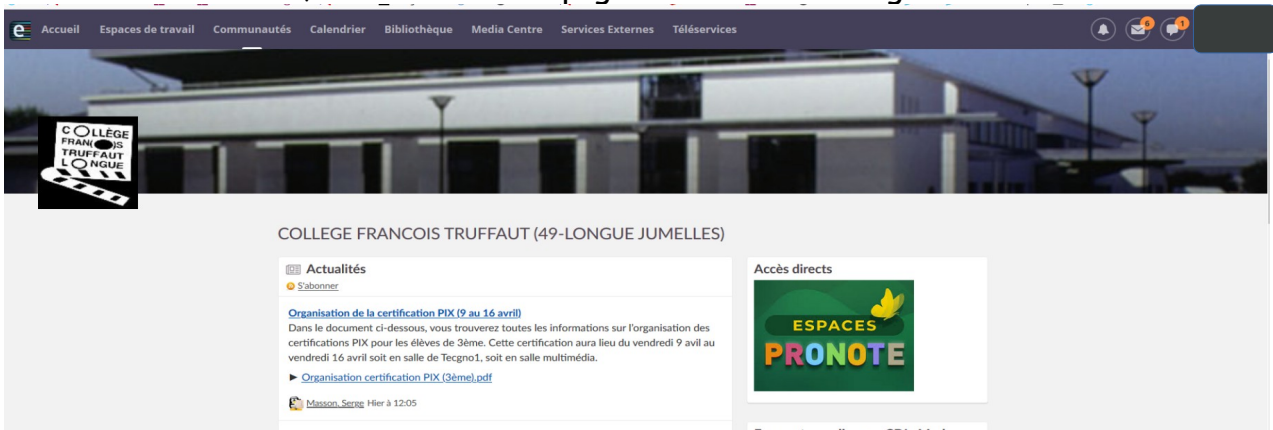 e Accueil Espaces de travail Communautés Calendrier Bibliothèque Media Centre Services Externes Téléservices 6 1
COLLÈGE
FRANÇOIS
TRUFFAUT
LONGUE
COLLEGE FRANCOIS TRUFFAUT (49-LONGUE JUMELLES)
Actualités
S'abonner
Organisation de la certification PIX (9 au 16 avril)
Dans le document ci-dessous, vous trouverez toutes les informations sur l'organisation des
certifications PIX pour les élèves de 3ème. Cette certification aura lieu du vendredi 9 avil au
vendredi 16 avril soit en salle de Tecgno1, soit en salle multimédia.
► Organisation certification PIX (3ème).pdf
Masson, Serge Hier à 12:05
Accès directs
ESPACES
PRONOTE